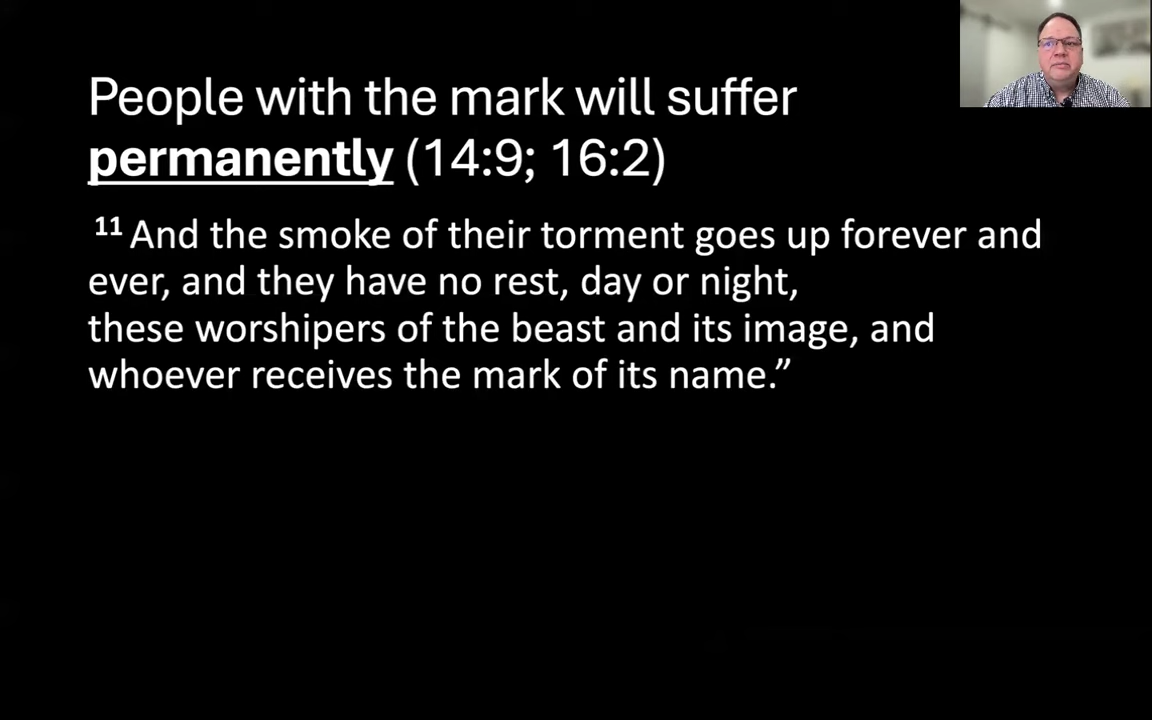 People with the mark will suffer
permanently (14:9; 16:2)
11 And the smoke of their torment goes up forever and
ever, and they have no rest, day or night,
these worshipers of the beast and its image, and
whoever receives the mark of its name.”